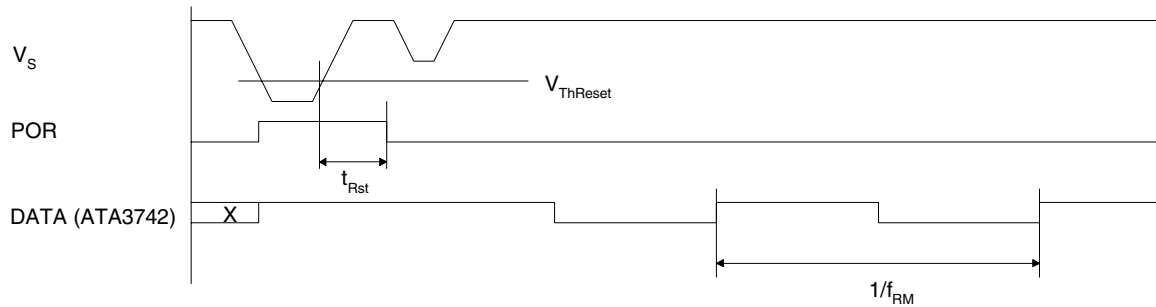 V_S
V_ThReset
POR
t_Rst
DATA (ATA3742)
X
1/f_RM